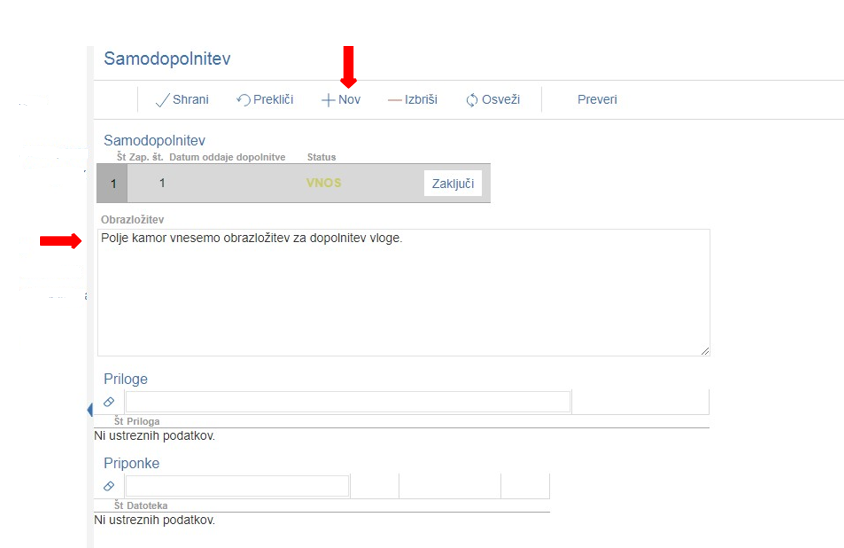 Samodopolnitev
Shrani Prekliči Nov Izbriši Osveži Preveri
Samodopolnitev
Št Zap. št. Datum oddaje dopolnitve Status
1 1 VNOS Zaključi
Obrazložitev
Polje kamor vnesemo obrazložitev za dopolnitev vloge.
Priloge
Št Priloga
Ni ustreznih podatkov.
Priponke
Št Datoteka
Ni ustreznih podatkov.